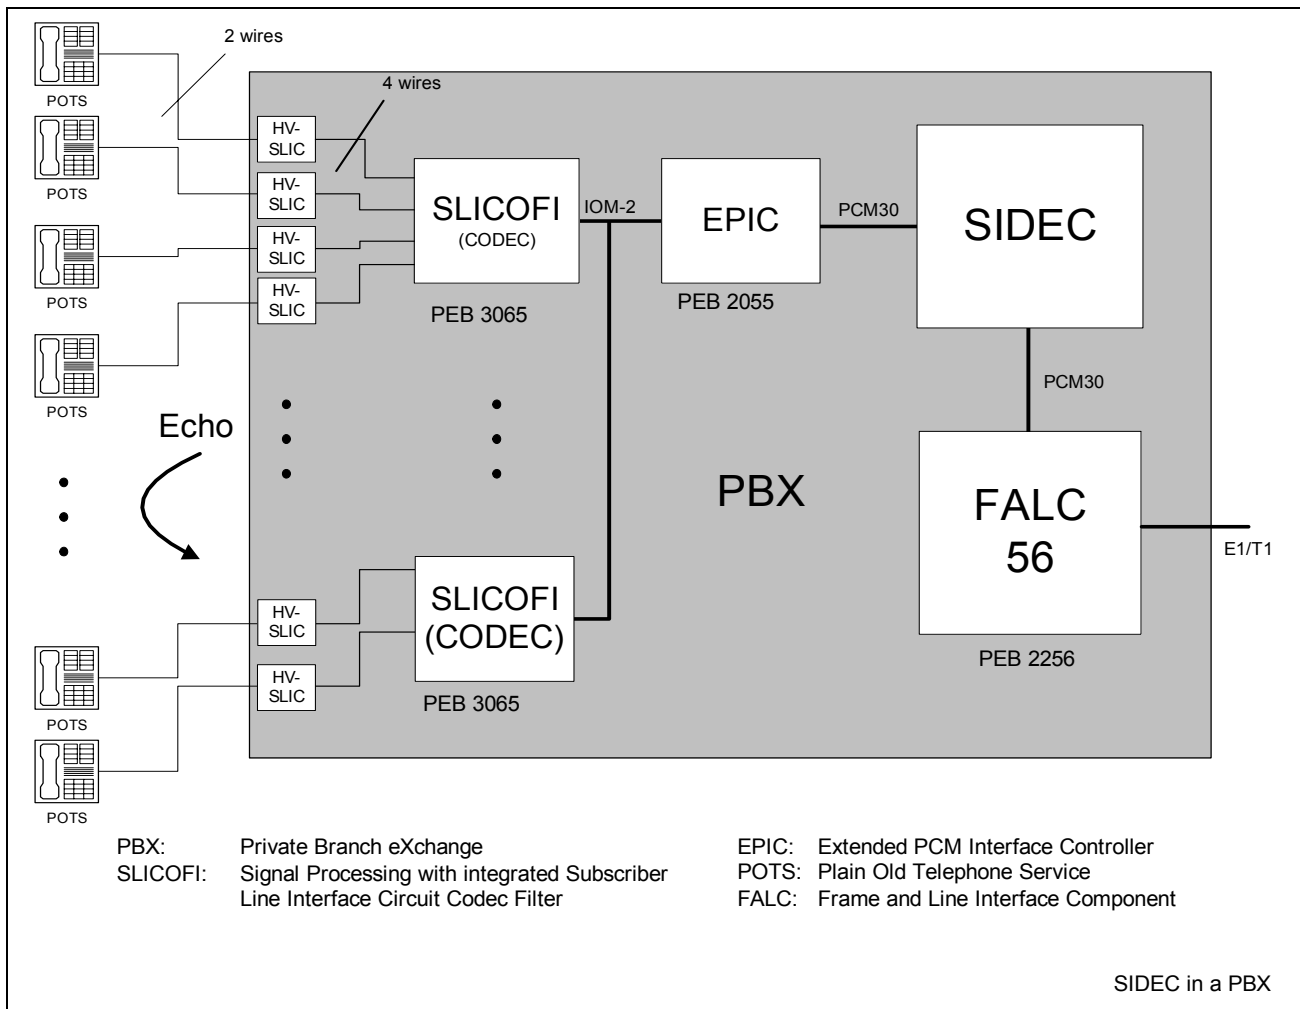 2 wires
POTS
4 wires
POTS
HV-
SLIC
HV-
SLIC
POTS
HV-
SLIC
HV-
SLIC
POTS
SLICOFI
(CODEC)
PEB 3065
IOM-2
EPIC
PEB 2055
PCM30
SIDEC
PCM30
Echo
PBX
FALC
56
PEB 2256
E1/T1
HV-
SLIC
HV-
SLIC
SLICOFI
(CODEC)
PEB 3065
POTS
POTS
PBX: Private Branch eXchange
SLICOFI: Signal Processing with integrated Subscriber
Line Interface Circuit Codec Filter
EPIC: Extended PCM Interface Controller
POTS: Plain Old Telephone Service
FALC: Frame and Line Interface Component
SIDEC in a PBX